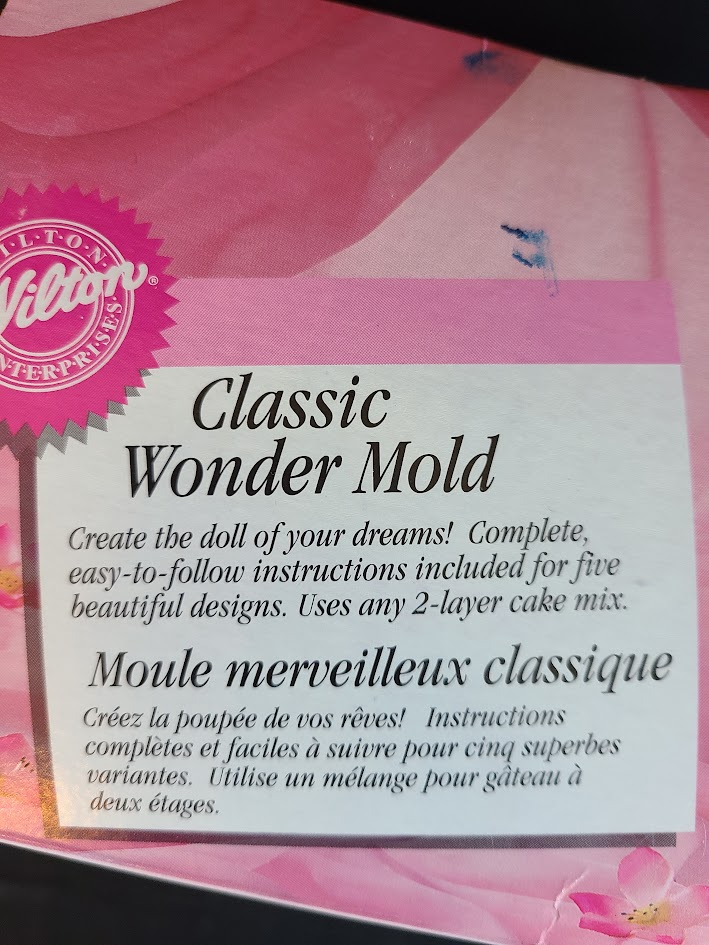 WILTON
Wilton®
ENTERPRISES
Classic
Wonder Mold
Create the doll of your dreams! Complete,
easy-to-follow instructions included for five
beautiful designs. Uses any 2-layer cake mix.
Moule merveilleux classique
Créez la poupée de vos rêves! Instructions
complètes et faciles à suivre pour cinq superbes
variantes. Utilise un mélange pour gâteau à
deux étages.